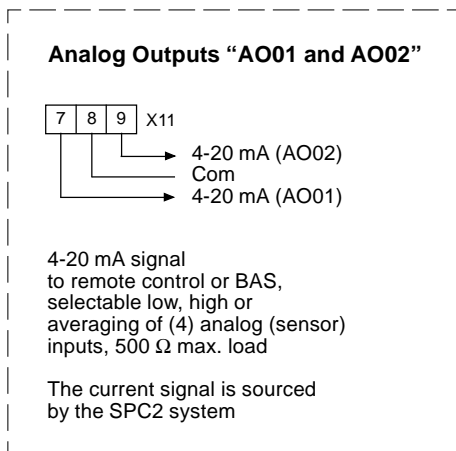 Analog Outputs “AO01 and AO02”
7 8 9 X11
4-20 mA (AO02)
Com
4-20 mA (AO01)
4-20 mA signal
to remote control or BAS,
selectable low, high or
averaging of (4) analog (sensor)
inputs, 500 Ω max. load
The current signal is sourced
by the SPC2 system